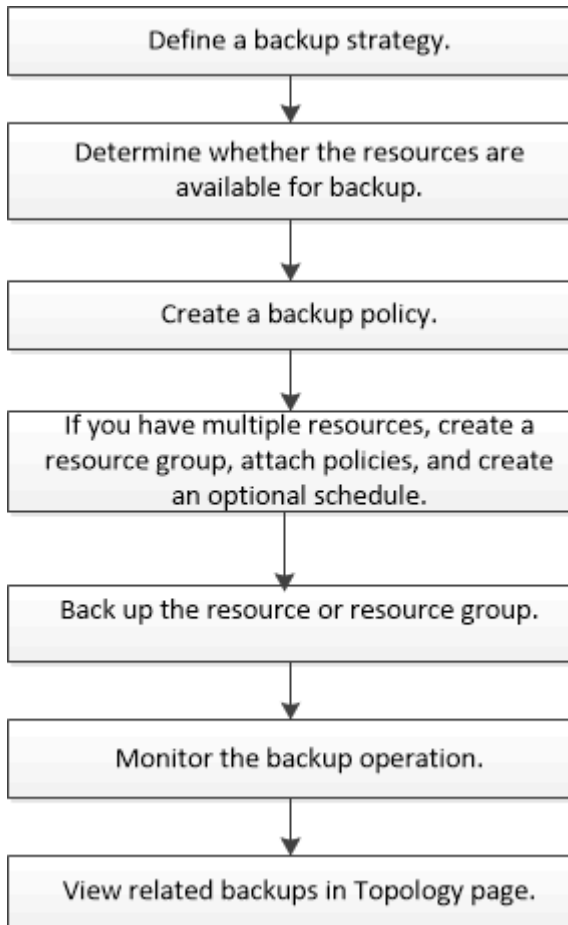 Define a backup strategy.
Determine whether the resources are
available for backup.
Create a backup policy.
If you have multiple resources, create a
resource group, attach policies, and create
an optional schedule.
Back up the resource or resource group.
Monitor the backup operation.
View related backups in Topology page.